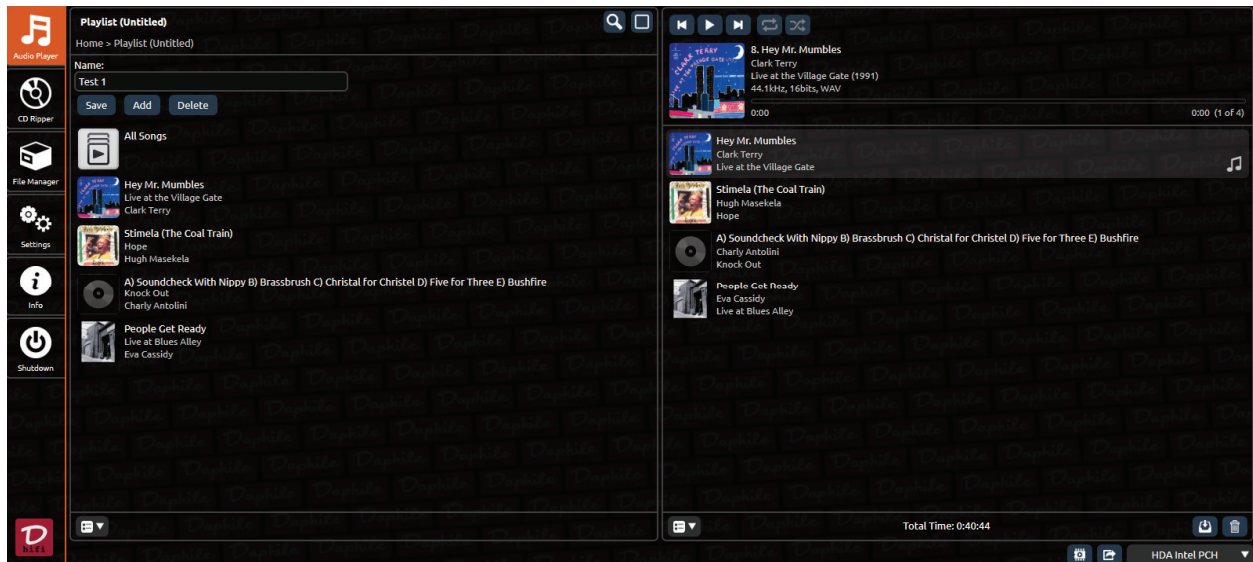 Audio Player
CD Ripper
File Manager
Settings
Info
Shutdown
D
hifi
Playlist (Untitled)
Home > Playlist (Untitled)
Name:
Test 1
Save Add Delete
All Songs
Hey Mr. Mumbles
Live at the Village Gate
Clark Terry
Stimela (The Coal Train)
Hope
Hugh Masekela
A) Soundcheck With Nippy B) Brassbrush C) Christal for Christel D) Five for Three E) Bushfire
Knock Out
Charly Antolini
People Get Ready
Live at Blues Alley
Eva Cassidy
8. Hey Mr. Mumbles
Clark Terry
Live at the Village Gate (1991)
44.1kHz, 16bits, WAV
0:00 0:00 (1 of 4)
CLARK TERRY
Hey Mr. Mumbles
Clark Terry
Live at the Village Gate
Stimela (The Coal Train)
Hugh Masekela
Hope
A) Soundcheck With Nippy B) Brassbrush C) Christal for Christel D) Five for Three E) Bushfire
Charly Antolini
Knock Out
People Get Ready
Eva Cassidy
Live at Blues Alley
Total Time: 0:40:44
HDA Intel PCH
Daphile